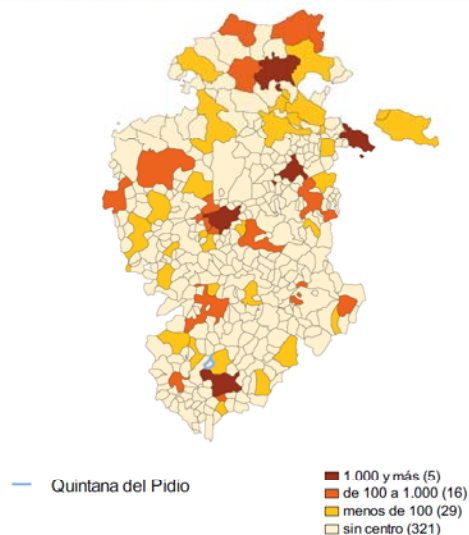 Quintana del Pidio
1.000 y más (5)
de 100 a 1.000 (16)
menos de 100 (29)
sin centro (321)